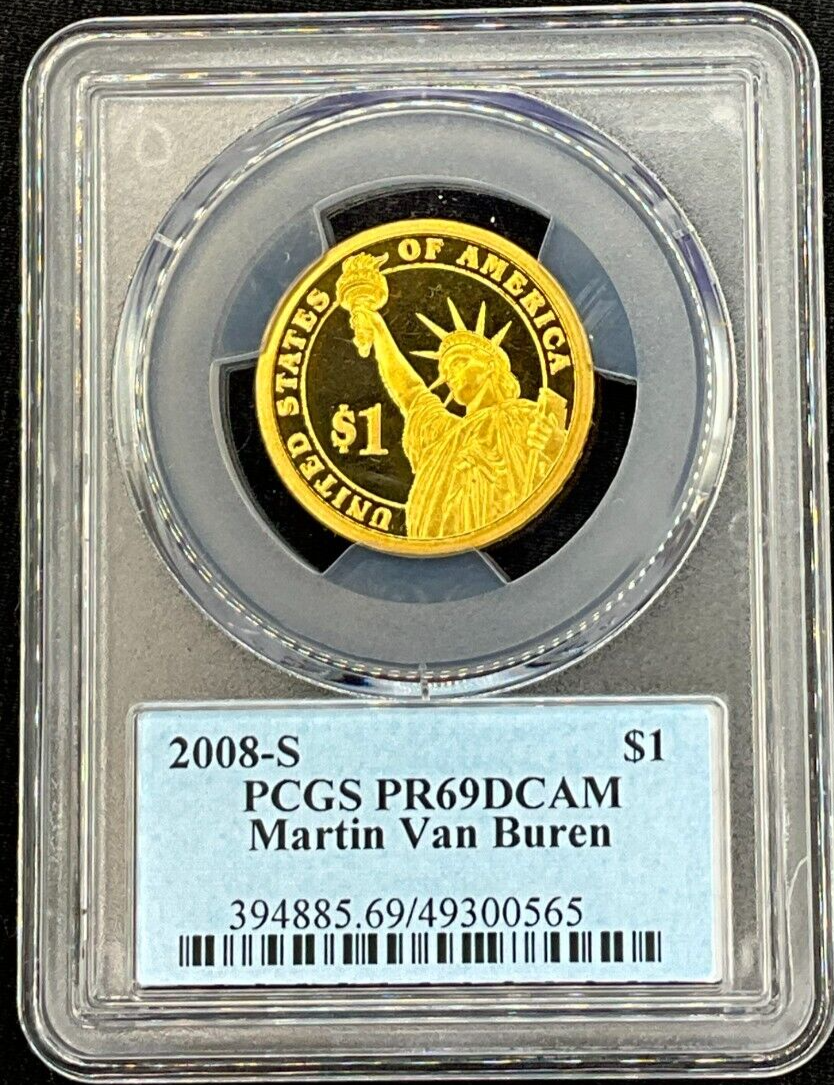 UNITED STATES OF AMERICA
$1
2008-S $1
PCGS PR69DCAM
Martin Van Buren
394885.69/49300565